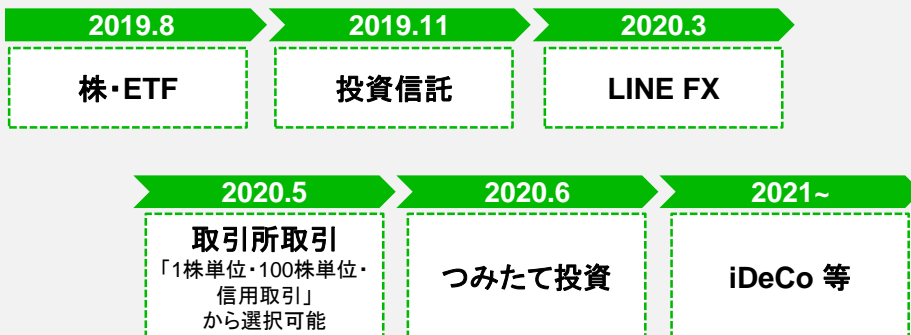 2019.8
2019.11
2020.3
株・ETF
投資信託
LINE FX
2020.5
2020.6
2021~
取引所取引
「1株単位・100株単位・
信用取引」
から選択可能
つみたて投資
iDeCo 等